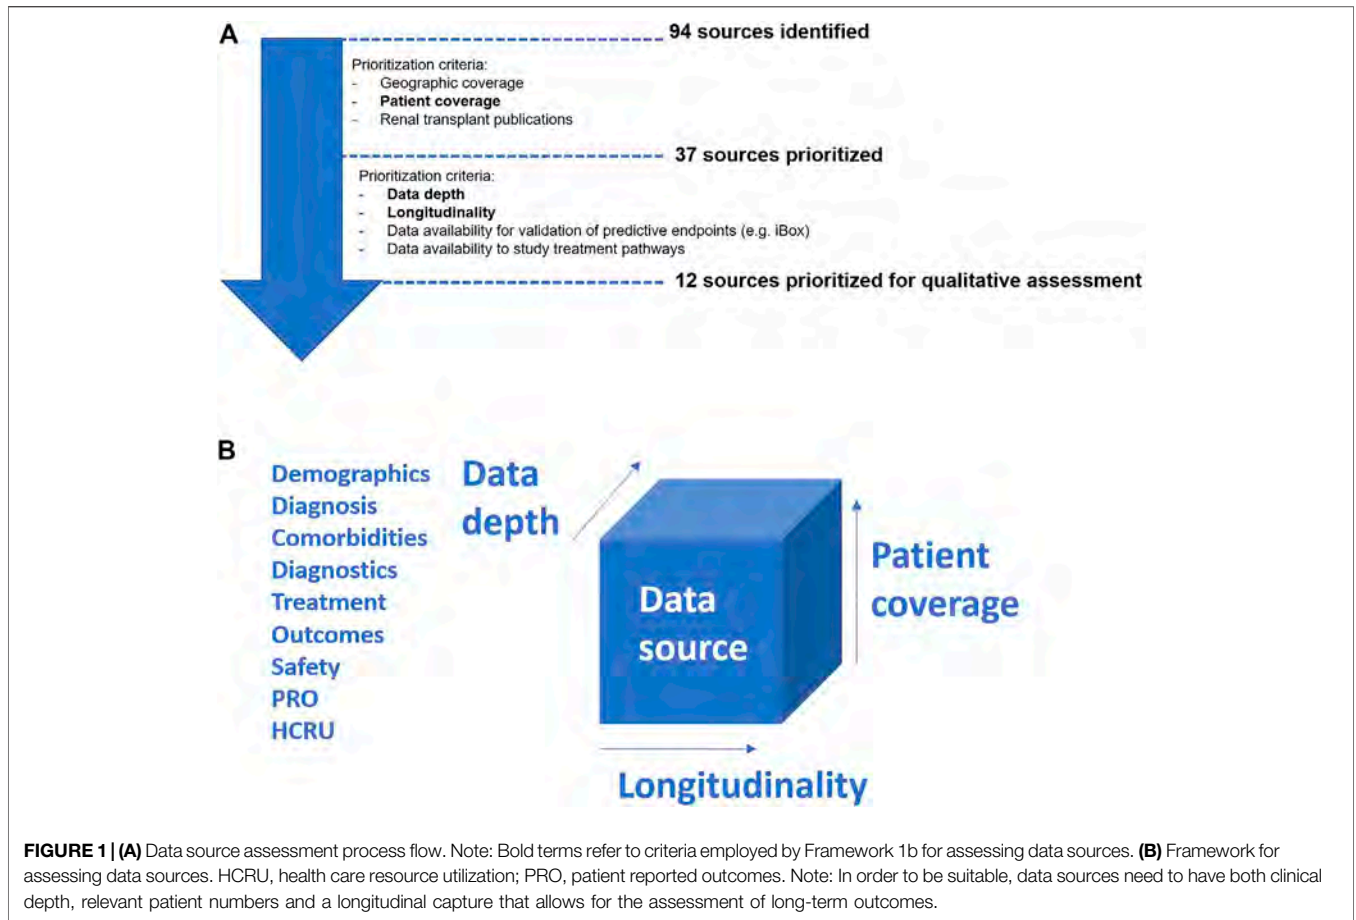 A
94 sources identified
Prioritization criteria:
- Geographic coverage
- Patient coverage
- Renal transplant publications
37 sources prioritized
Prioritization criteria:
- Data depth
- Longitudinality
- Data availability for validation of predictive endpoints (e.g. iBox)
- Data availability to study treatment pathways
12 sources prioritized for qualitative assessment
B
Demographics
Diagnosis
Comorbidities
Diagnostics
Treatment
Outcomes
Safety
PRO
HCRU
Data
depth
Data
source
Patient
coverage
Longitudinality
FIGURE 1 | (A) Data source assessment process flow. Note: Bold terms refer to criteria employed by Framework 1b for assessing data sources. (B) Framework for
assessing data sources. HCRU, health care resource utilization; PRO, patient reported outcomes. Note: In order to be suitable, data sources need to have both clinical
depth, relevant patient numbers and a longitudinal capture that allows for the assessment of long-term outcomes.